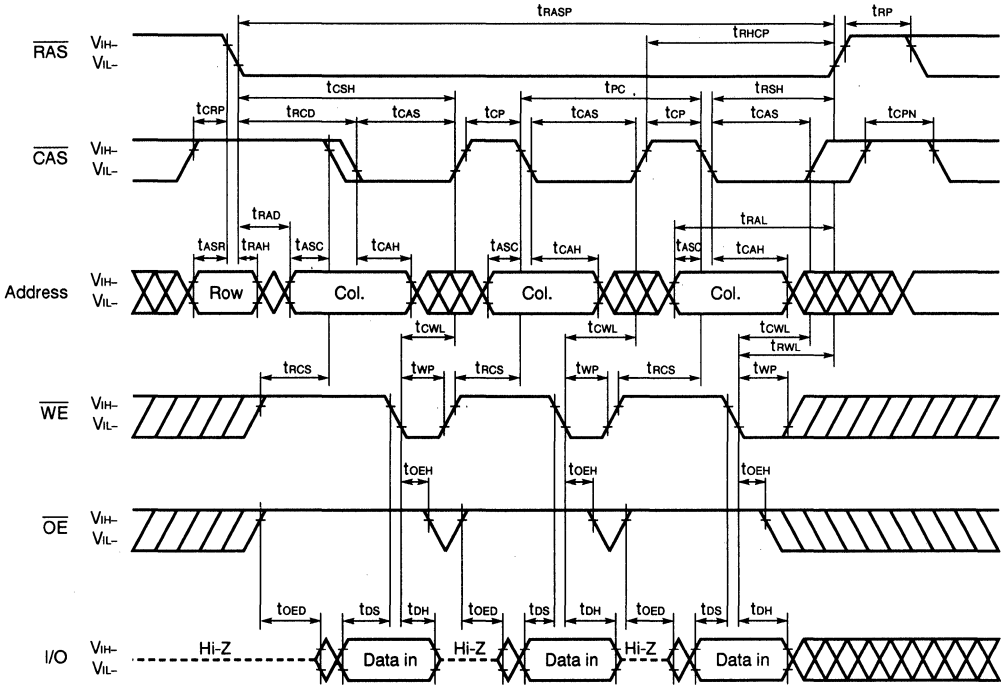 tRASP tRP
tRHCP
RAS VIH–
VIL–
tCSH tPC tRSH
tCRP tRCD tCAS tCP tCAS tCP tCAS tCPN
CAS VIH–
VIL–
tRAD tRAL
tASR tRAH tASC tCAH tASC tCAH tASC tCAH
Address VIH–
VIL–
Row Col. Col. Col.
tCWL tCWL tCWL
tRWL
tRCS tWP tRCS tWP tRCS tWP
WE VIH–
VIL–
tOEH tOEH tOEH
OE VIH–
VIL–
tOED tDS tDH tOED tDS tDH tOED tDS tDH
I/O VIH–
VIL–
Hi-Z Data in Hi-Z Data in Hi-Z Data in